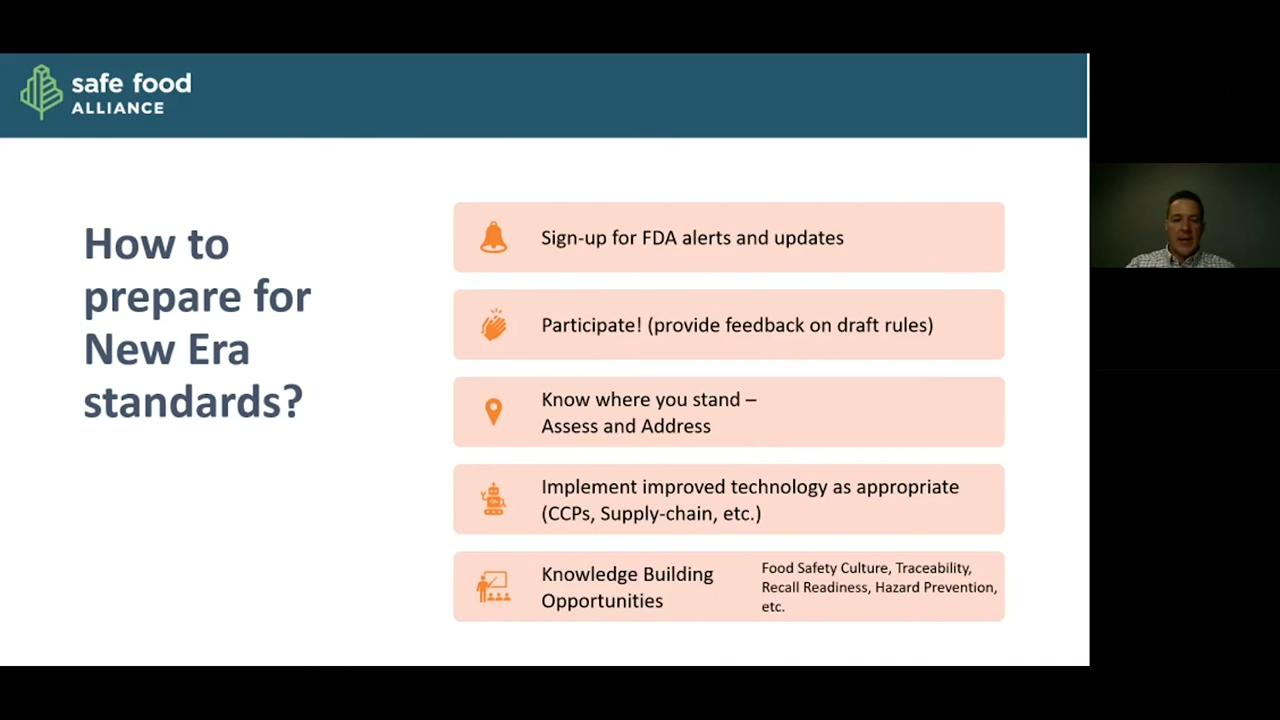 safe food
ALLIANCE
How to
prepare for
New Era
standards?
Sign-up for FDA alerts and updates
Participate! (provide feedback on draft rules)
Know where you stand –
Assess and Address
Implement improved technology as appropriate
(CCPs, Supply-chain, etc.)
Knowledge Building
Opportunities
Food Safety Culture, Traceability,
Recall Readiness, Hazard Prevention,
etc.